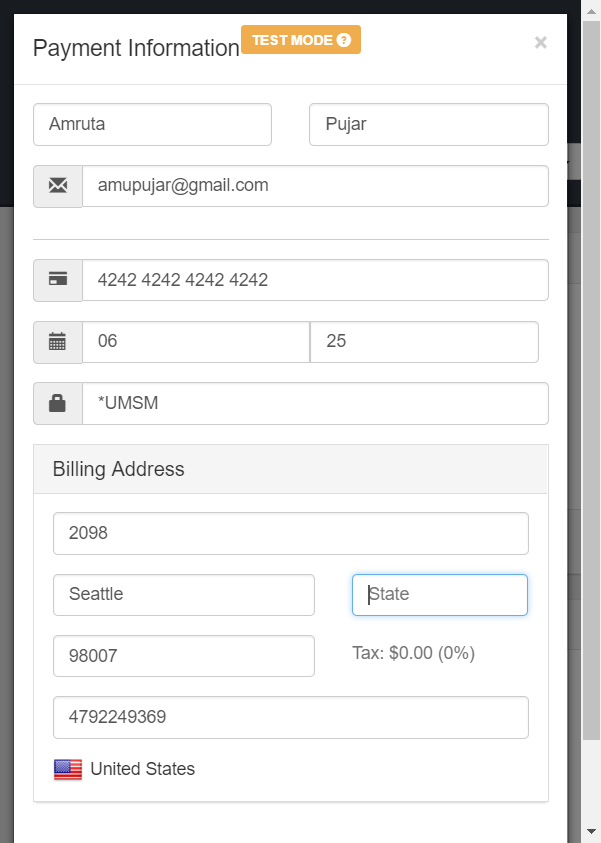 Payment Information TEST MODE ?
×
Amruta Pujar
amupujar@gmail.com
4242 4242 4242 4242
06 25
*UMSM
Billing Address
2098
Seattle State
98007 Tax: $0.00 (0%)
4792249369
United States